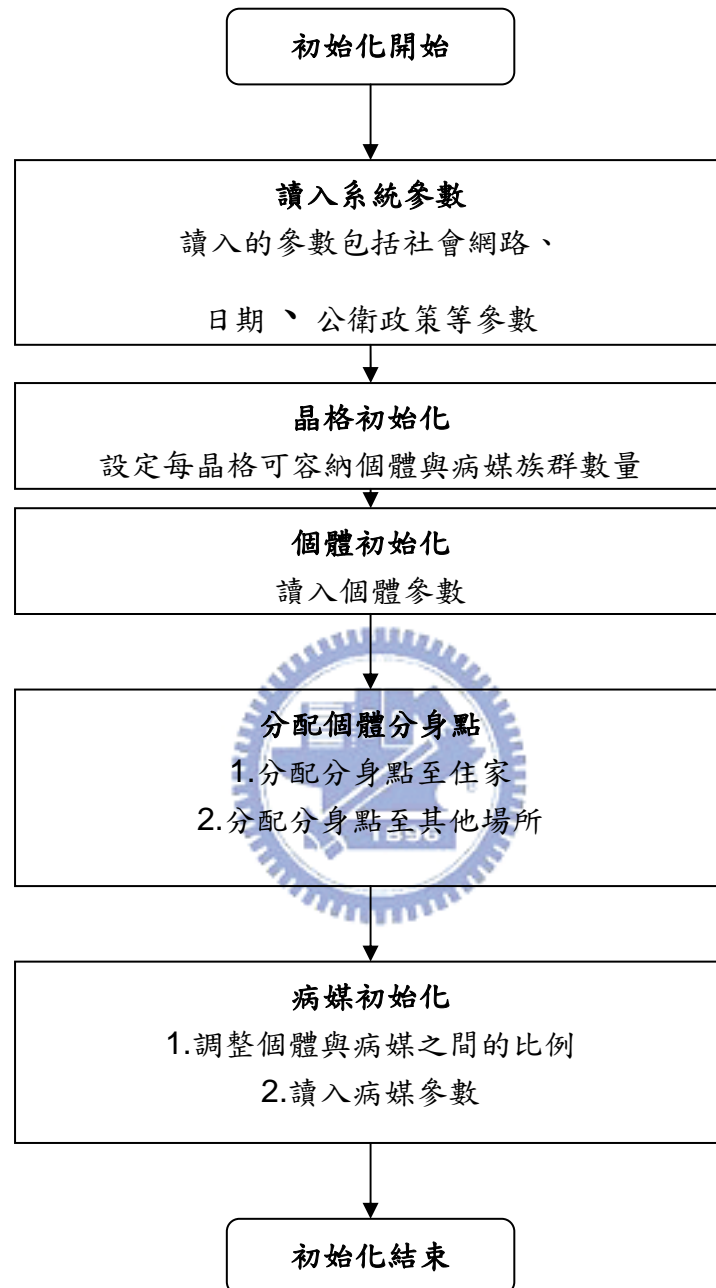 初始化開始
讀入系統參數
讀入的參數包括社會網路、
日期、公衛政策等參數
晶格初始化
設定每晶格可容納個體與病媒族群數量
個體初始化
讀入個體參數
分配個體分身點
1.分配分身點至住家
2.分配分身點至其他場所
1896
病媒初始化
1.調整個體與病媒之間的比例
2.讀入病媒參數
初始化結束